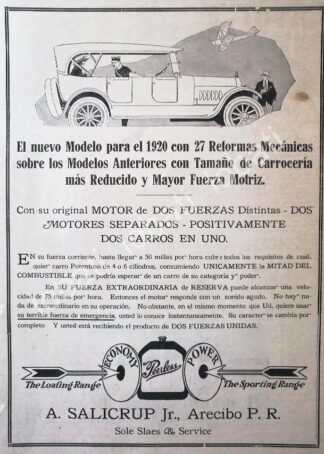 El nuevo Modelo para el 1920 con 27 Reformas Mecánicas
sobre los Modelos Anteriores con Tamañe de Carrocería
más Reducido y Mayor Fuerza Motriz.
Con su original MOTOR de DOS FUERZAS Distintas - DOS
MOTORES SEPARADOS - POSITIVAMENTE
DOS CARROS EN UNO.
EN su fuerza corriente, hasta llegar a 50 millas por hora cubre todos los requisitos de cual-
quier carro Potentoso de 4 o 6 cilindros, consumiendo UNICAMENTE la MITAD DEL
COMBUSTIBLE que se podría esperar de un carro de su categoría y poder.
En SU FUERZA EXTRAORDINARIA de RESERVA puede alcanzar una velo-
cidad de 75 millas por hora. Entonces el motor responde con un sonido agudo. No hay na-
da de extraordinario en su operación. No obstante, en el mismo momento que Ud. quiere usar
su terrible fuerza de emergencia, usted lo conoce instantaneamente. Su caracter se cambia por
completo Y usted está recibiendo el producto de DOS FUERZAS UNIDAS.
ECONOMY
Peerless
POWER
The Loafing Range
The Sporting Range
A. SALICRUP Jr., Arecibo P. R.
Sole Slaes & Service